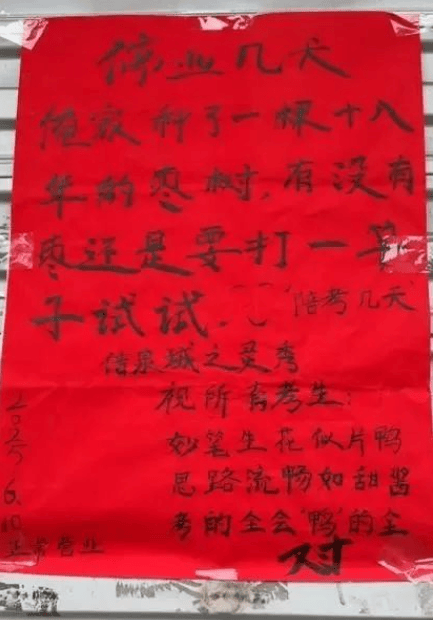 停业几天
俺家种了一棵十八
年的枣树,有没有
枣还是要打一竿
子试试.
陪考几天
借泉城之灵秀
祝所有考生:
妙笔生花似片鸭
思路流畅如甜酱
考的全会"鸭"的全
对
2025
6.10
正常营业